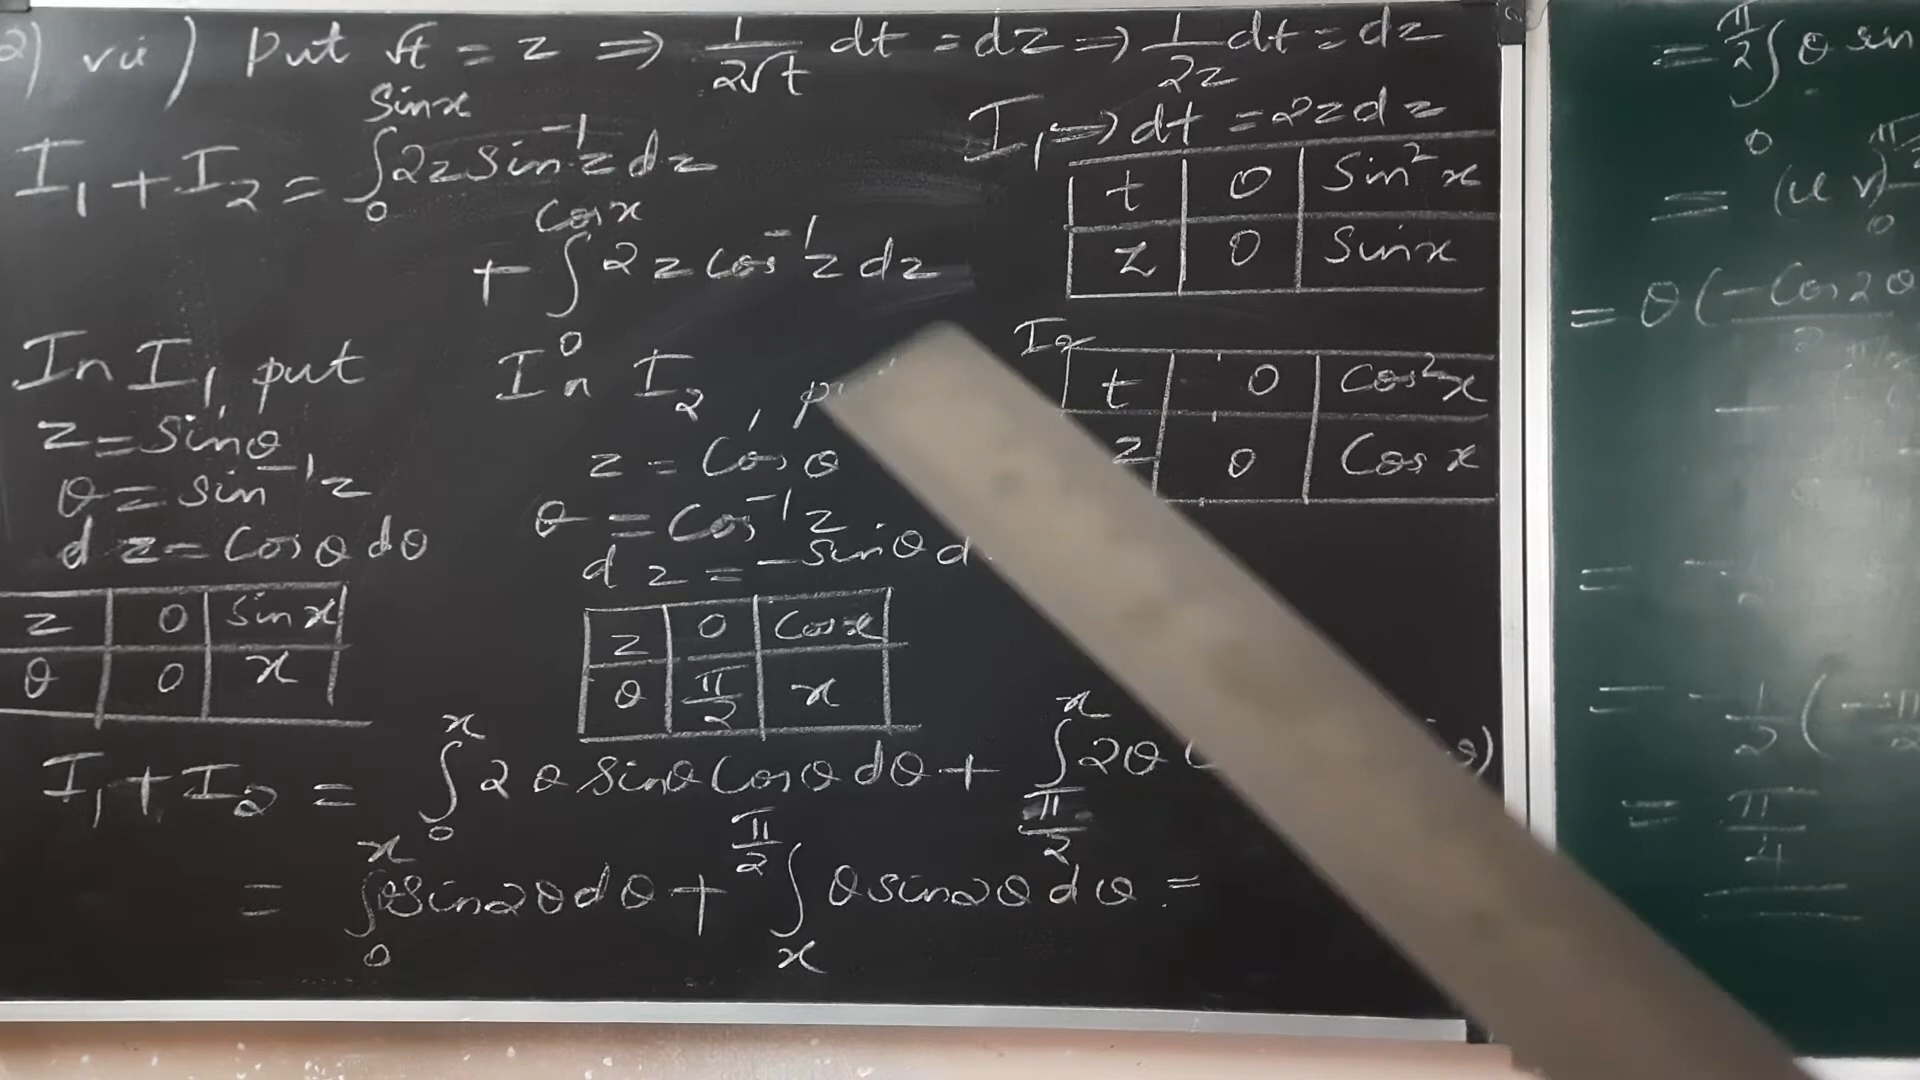 2) vii) Put √t = z ⇒ 1/(2√t) dt = dz ⇒ 1/(2z) dt = dz
⇒ dt = 2z dz
I₁ + I₂ = ∫₀^(Sinx) 2z Sin⁻¹z dz
+ ∫₀^(Cosx) 2z Cos⁻¹z dz
I₁
t | 0 | Sin²x
z | 0 | Sinx
I₂
t | 0 | Cos²x
z | 0 | Cos x
In I₁, put
z = Sinθ
θ = Sin⁻¹z
dz = Cosθ dθ
z | 0 | Sinx
θ | 0 | x
In I₂,
z = Cosθ
θ = Cos⁻¹z
dz = -Sinθ d
z | 0 | Cosx
θ | π/2 | x
I₁ + I₂ = ∫₀^x 2θ Sinθ Cosθ dθ + ∫_(π/2)^x 2θ (
= ∫₀^x θ Sin2θ dθ + ∫_x^(π/2) θ sin2θ dθ =
= ∫₀^(π/2) θ sin
= (uv)₀^(π/2)
= θ(-Cos2θ
= -
= -1/2 (-π/2
= π/4